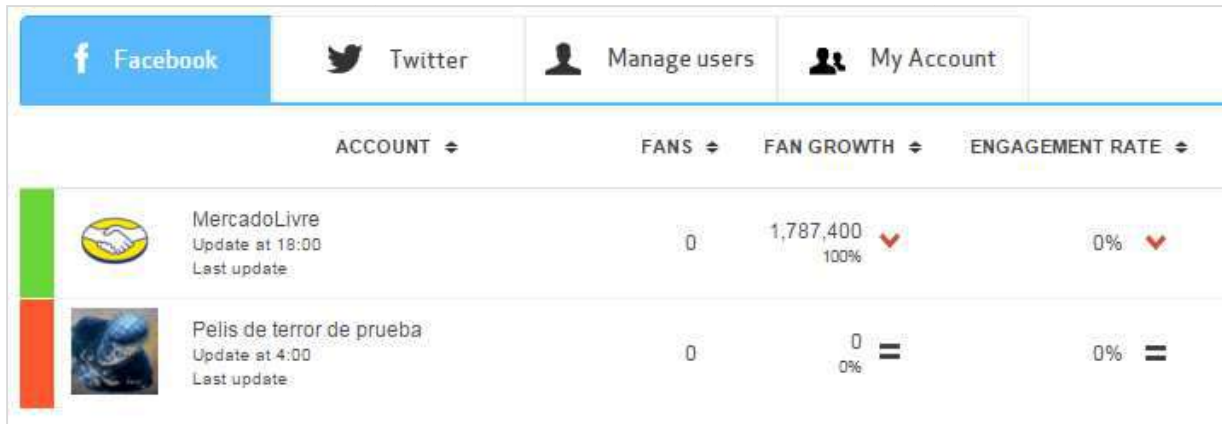 Facebook Twitter Manage users My Account
ACCOUNT FANS FAN GROWTH ENGAGEMENT RATE
MercadoLivre
Update at 18:00
Last update
0
1,787,400
100%
0%
Pelis de terror de prueba
Update at 4:00
Last update
0
0
0%
0%